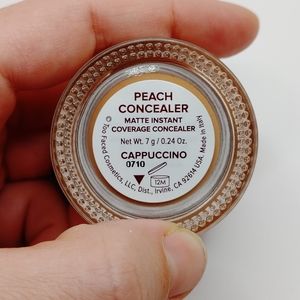 PEACH
CONCEALER
MATTE INSTANT
COVERAGE CONCEALER
Net Wt. 7 g / 0.24 Oz.
CAPPUCCINO
0710
12M
© Too Faced Cosmetics, LLC, Dist., Irvine, CA 92614 USA. Made in Italy